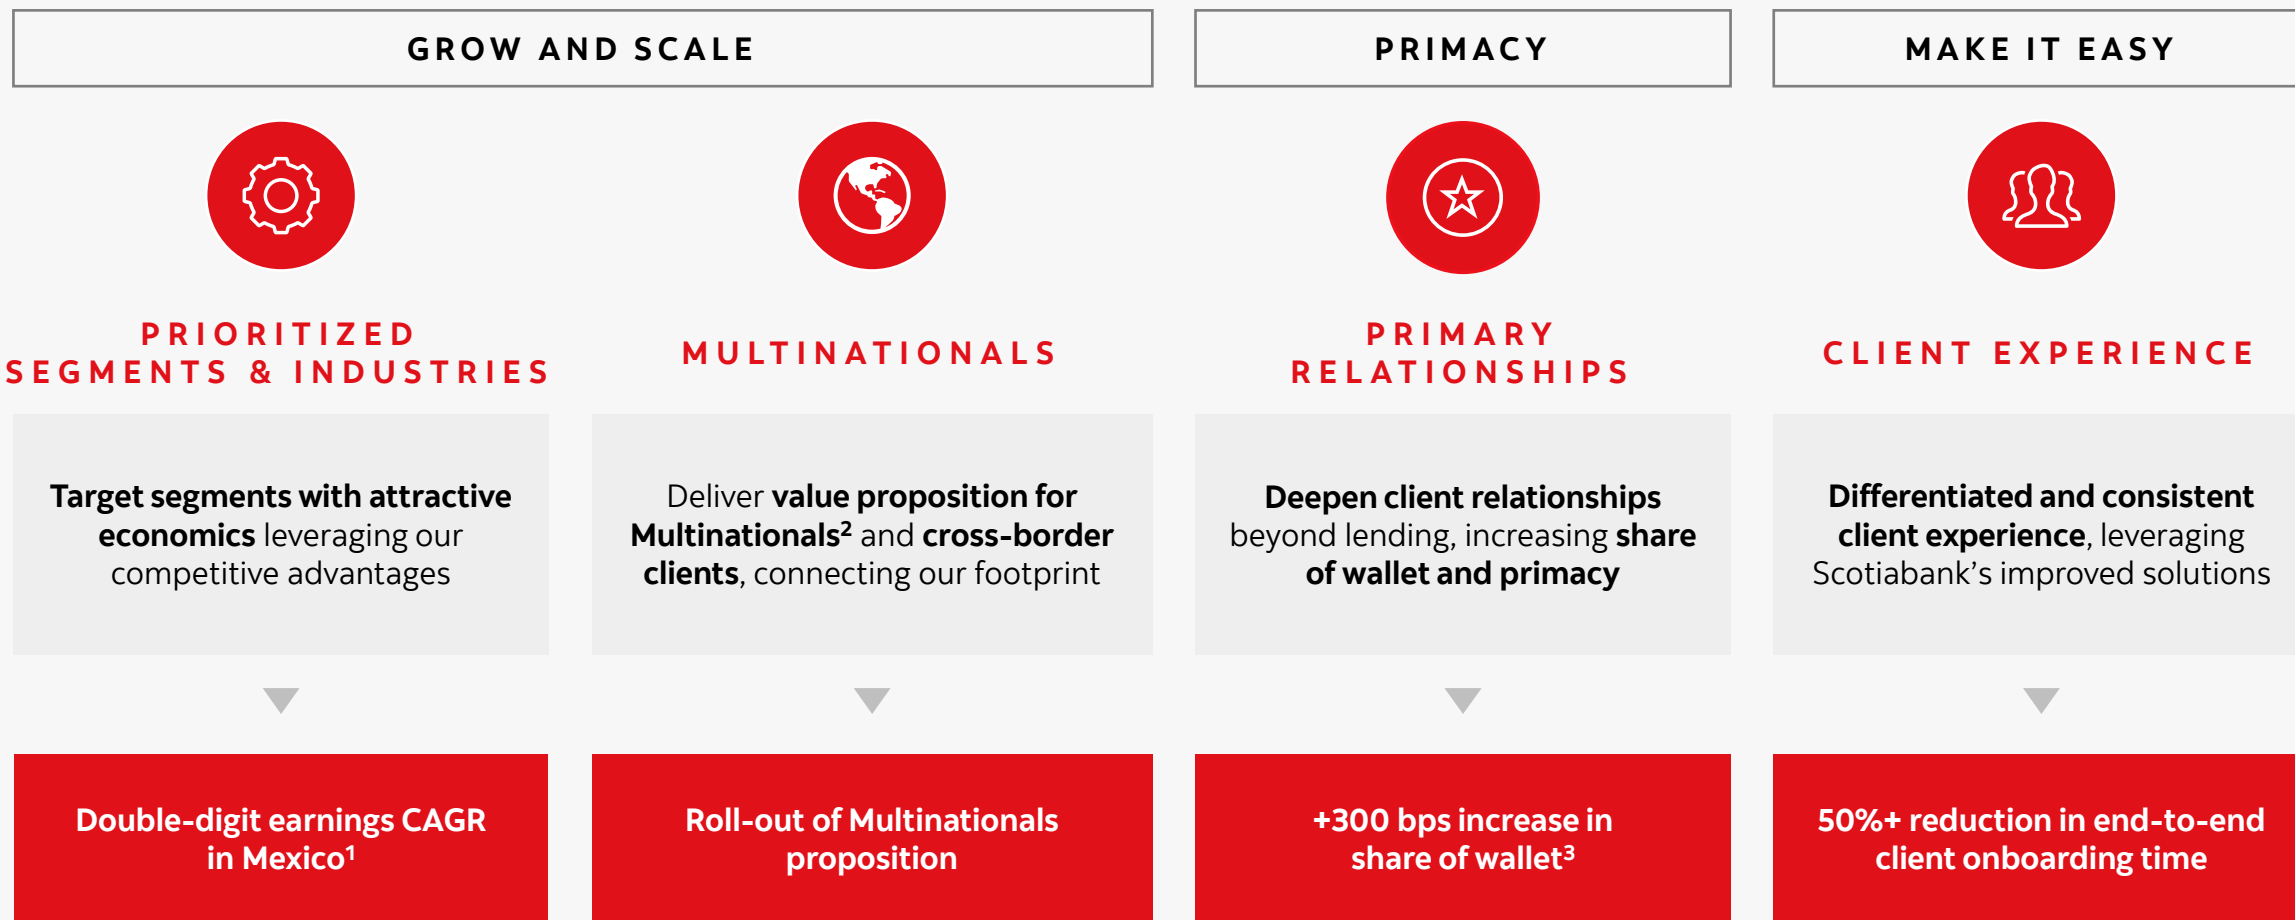 GROW AND SCALE
PRIMACY
MAKE IT EASY
PRIORITIZED
SEGMENTS & INDUSTRIES
MULTINATIONALS
PRIMARY
RELATIONSHIPS
CLIENT EXPERIENCE
Target segments with attractive
economics leveraging our
competitive advantages
Deliver value proposition for
Multinationals² and cross-border
clients, connecting our footprint
Deepen client relationships
beyond lending, increasing share
of wallet and primacy
Differentiated and consistent
client experience, leveraging
Scotiabank’s improved solutions
Double-digit earnings CAGR
in Mexico¹
Roll-out of Multinationals
proposition
+300 bps increase in
share of wallet³
50%+ reduction in end-to-end
client onboarding time